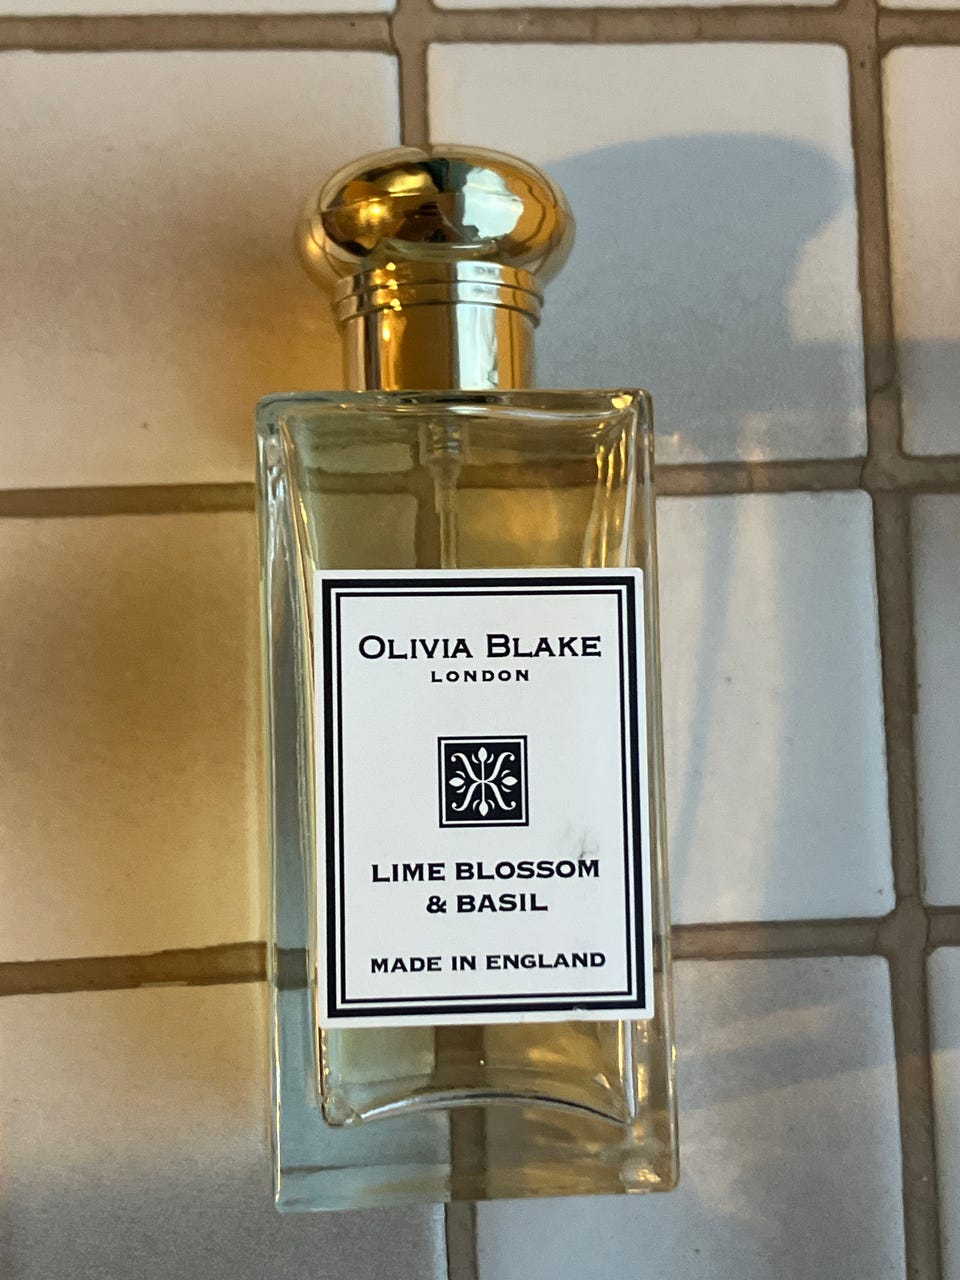 OLIVIA BLAKE
LONDON
LIME BLOSSOM
& BASIL
MADE IN ENGLAND